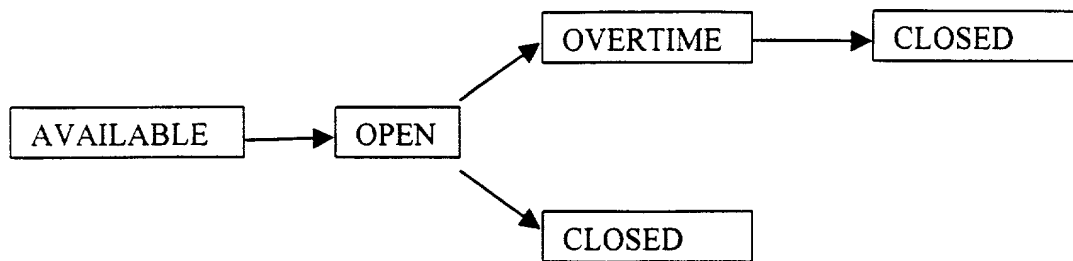 OVERTIME
CLOSED
AVAILABLE
OPEN
CLOSED